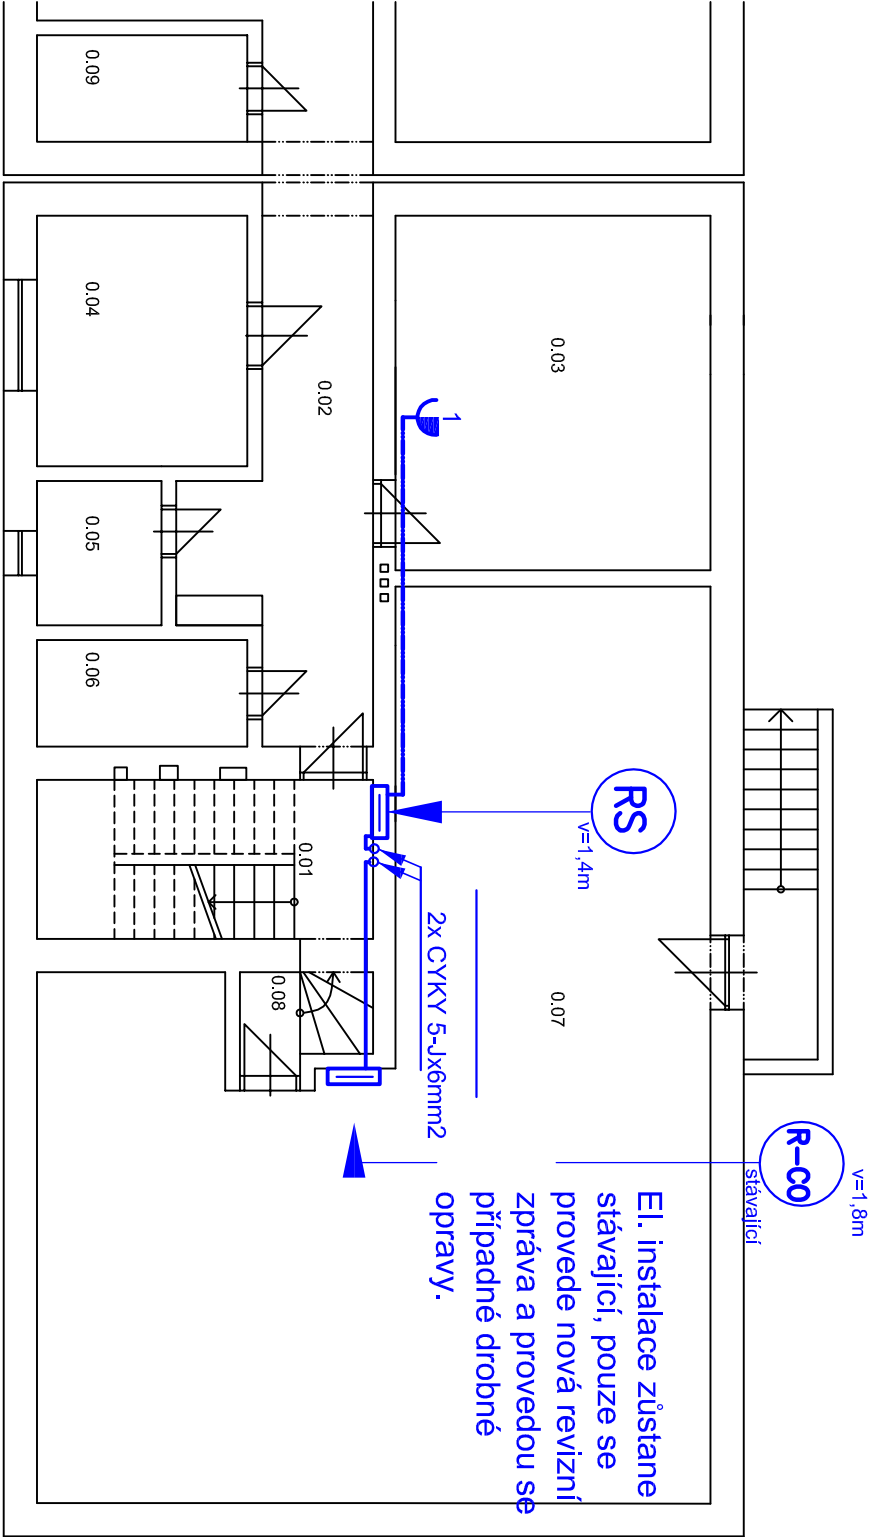 0.09
0.04
0.03
0.02
1
0.05
0.06
RS
v=1,4m
0.01
2x CYKY 5-Jx6mm2
0.08
0.07
R-CO
v=1,8m
stávající
El. instalace zůstane
stávající, pouze se
provede nová revizní
zpráva a provedou se
případné drobné
opravy.